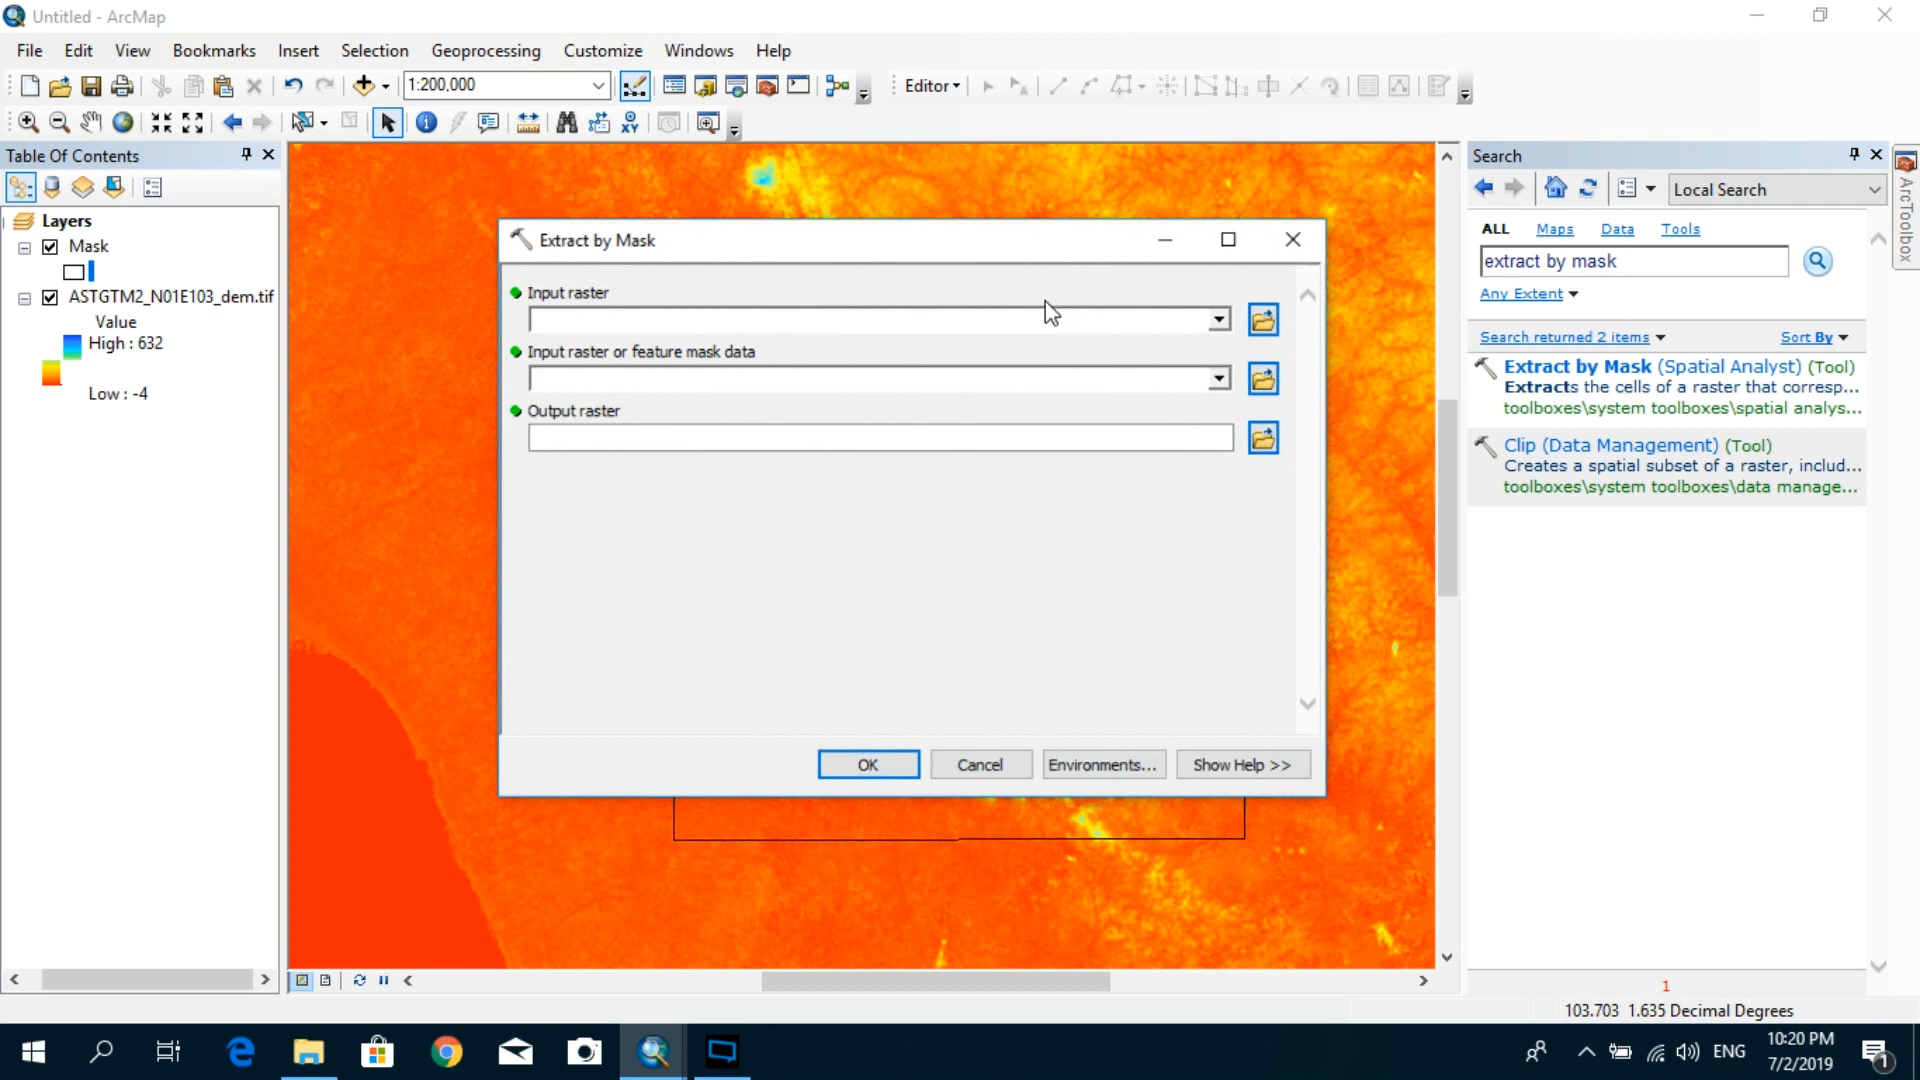 Untitled - ArcMap
File Edit View Bookmarks Insert Selection Geoprocessing Customize Windows Help
1:200,000
Editor
Table Of Contents
Layers
Mask
ASTGTM2_N01E103_dem.tif
Value
High : 632
Low : -4
Extract by Mask
Input raster
Input raster or feature mask data
Output raster
OK Cancel Environments... Show Help >>
Search
Local Search
ALL Maps Data Tools
extract by mask
Any Extent
Search returned 2 items Sort By
Extract by Mask (Spatial Analyst) (Tool)
Extracts the cells of a raster that corresp...
toolboxes\system toolboxes\spatial analys...
Clip (Data Management) (Tool)
Creates a spatial subset of a raster, includ...
toolboxes\system toolboxes\data manage...
1
ArcToolbox
103.703 1.635 Decimal Degrees
ENG
10:20 PM
7/2/2019
1